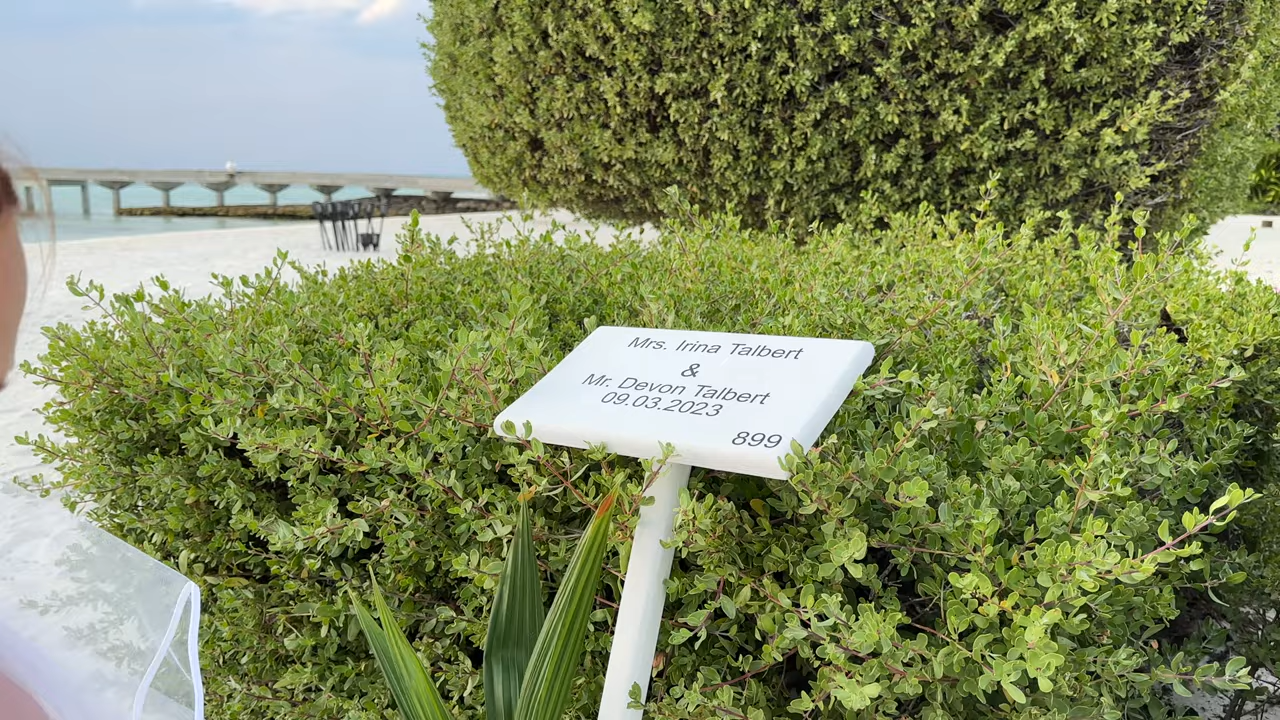 Mrs. Irina Talbert
&
Mr. Devon Talbert
09.03.2023
899